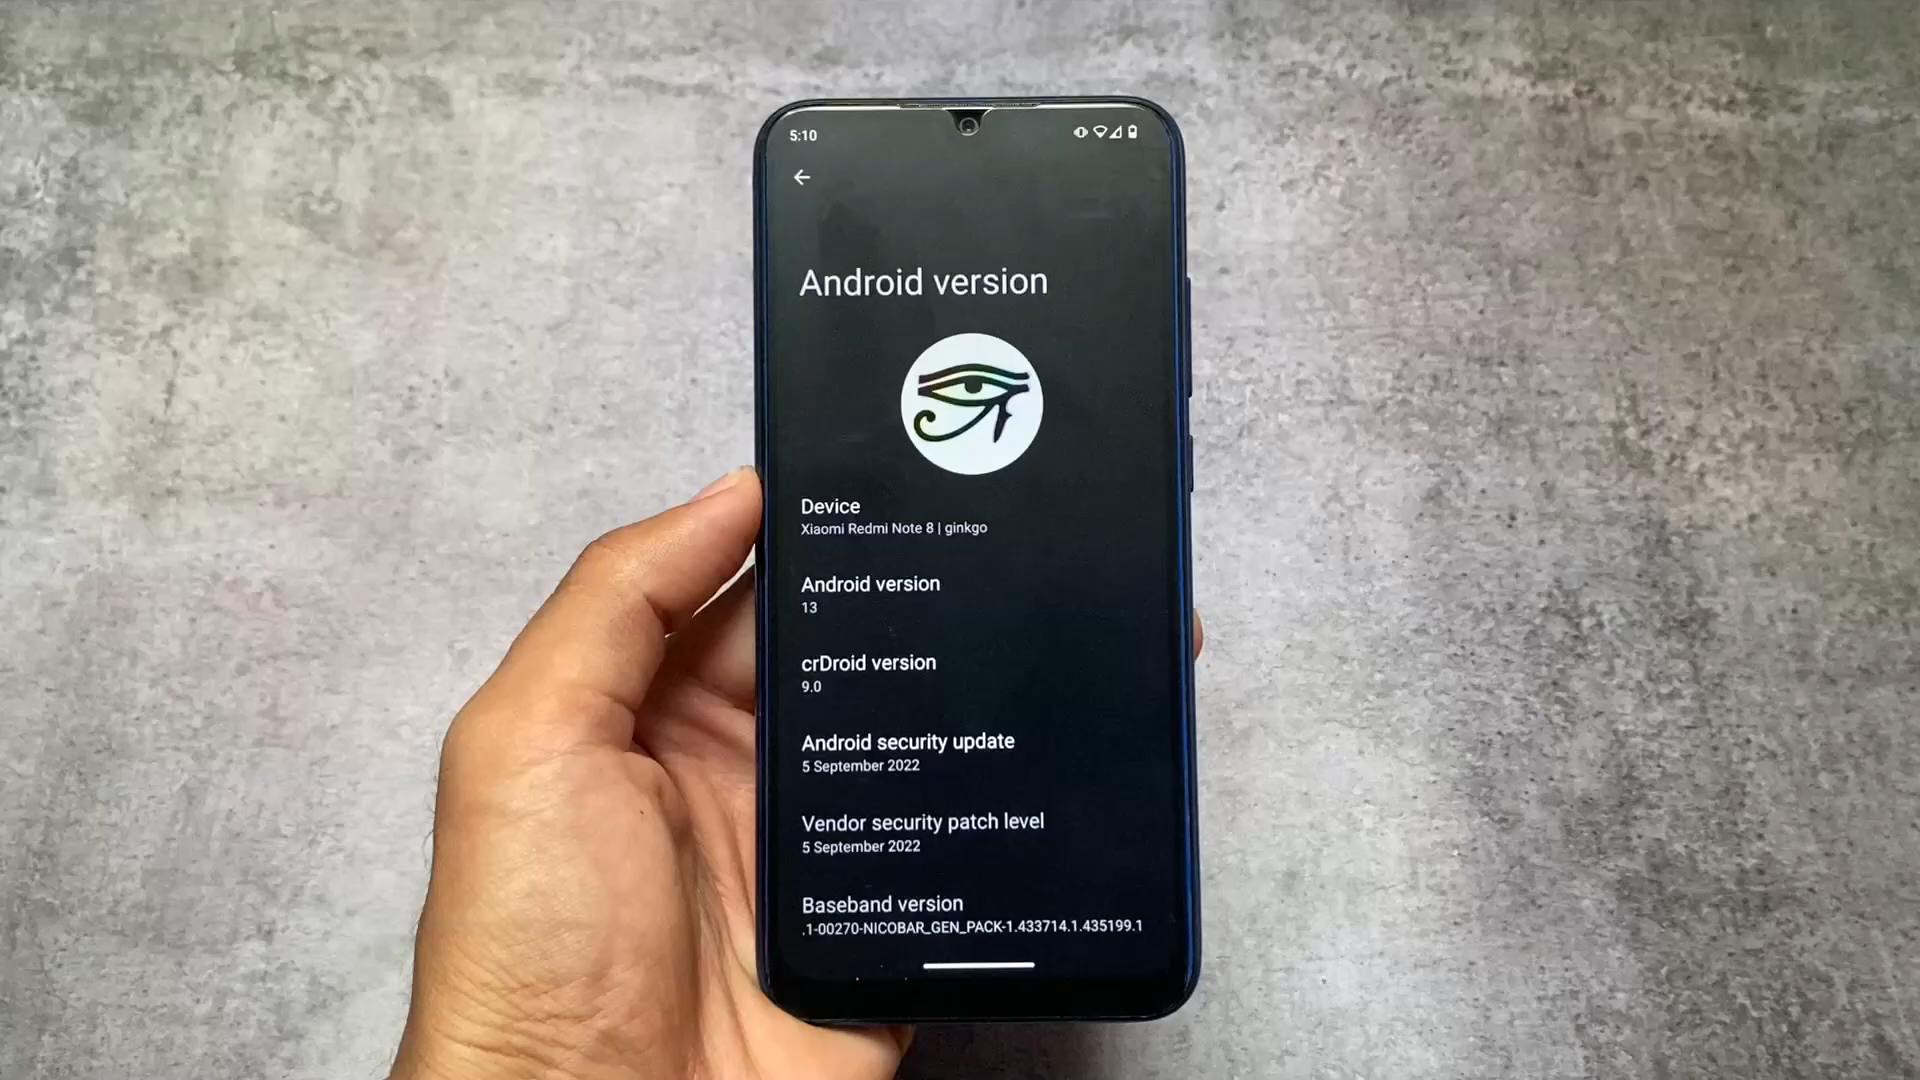 5:10
Android version
Device
Xiaomi Redmi Note 8 | ginkgo
Android version
13
crDroid version
9.0
Android security update
5 September 2022
Vendor security patch level
5 September 2022
Baseband version
.1-00270-NICOBAR_GEN_PACK-1.433714.1.435199.1